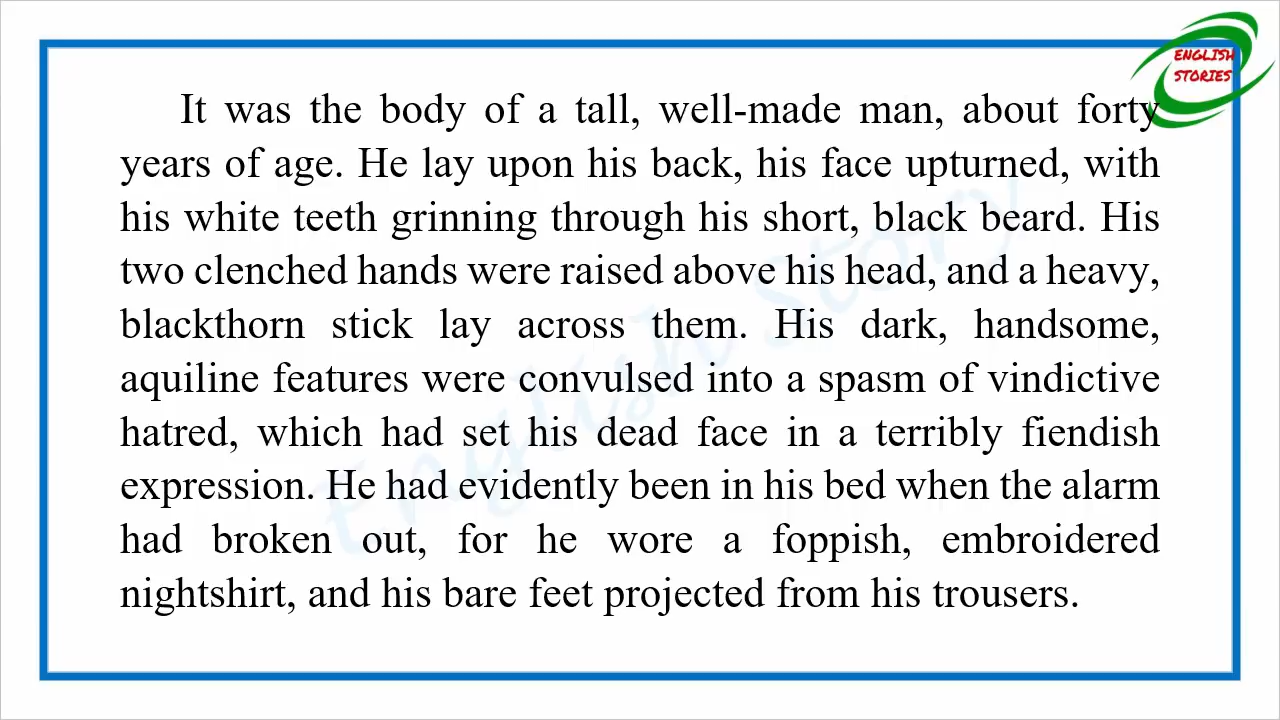 ENGLISH
STORIES
It was the body of a tall, well-made man, about forty
years of age. He lay upon his back, his face upturned, with
his white teeth grinning through his short, black beard. His
two clenched hands were raised above his head, and a heavy,
blackthorn stick lay across them. His dark, handsome,
aquiline features were convulsed into a spasm of vindictive
hatred, which had set his dead face in a terribly fiendish
expression. He had evidently been in his bed when the alarm
had broken out, for he wore a foppish, embroidered
nightshirt, and his bare feet projected from his trousers.
English Story